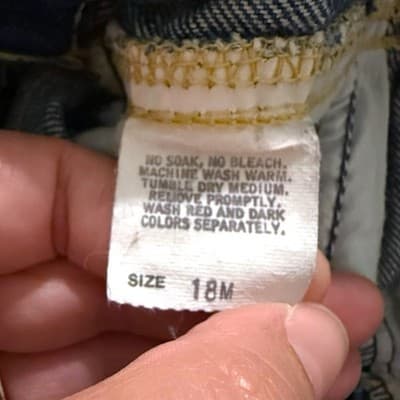 NO SOAK, NO BLEACH.
MACHINE WASH WARM.
TUMBLE DRY MEDIUM.
REMOVE PROMPTLY.
WASH RED AND DARK
COLORS SEPARATELY.
SIZE 18M